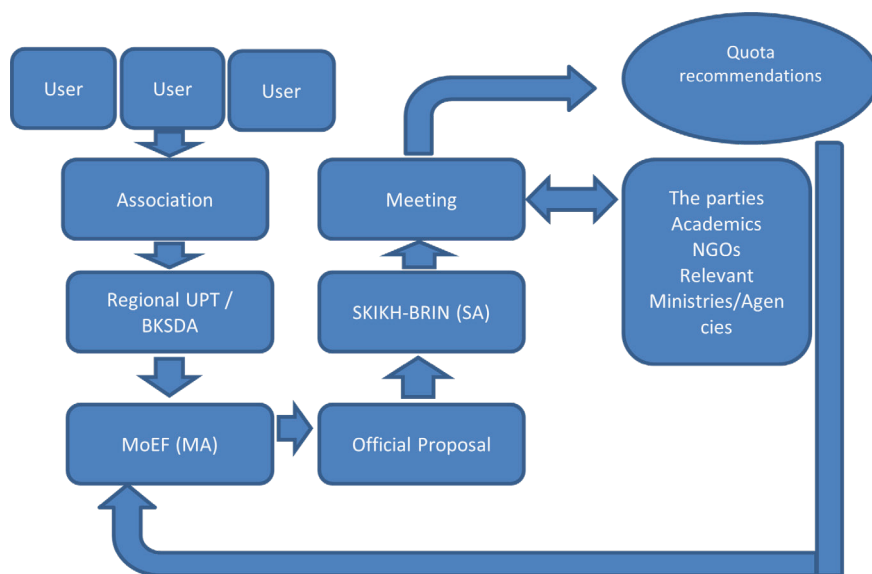 User
User
User
Association
Regional UPT /
BKSDA
MoEF (MA)
Official Proposal
SKIKH-BRIN (SA)
Meeting
Quota
recommendations
The parties
Academics
NGOs
Relevant
Ministries/Agen
cies